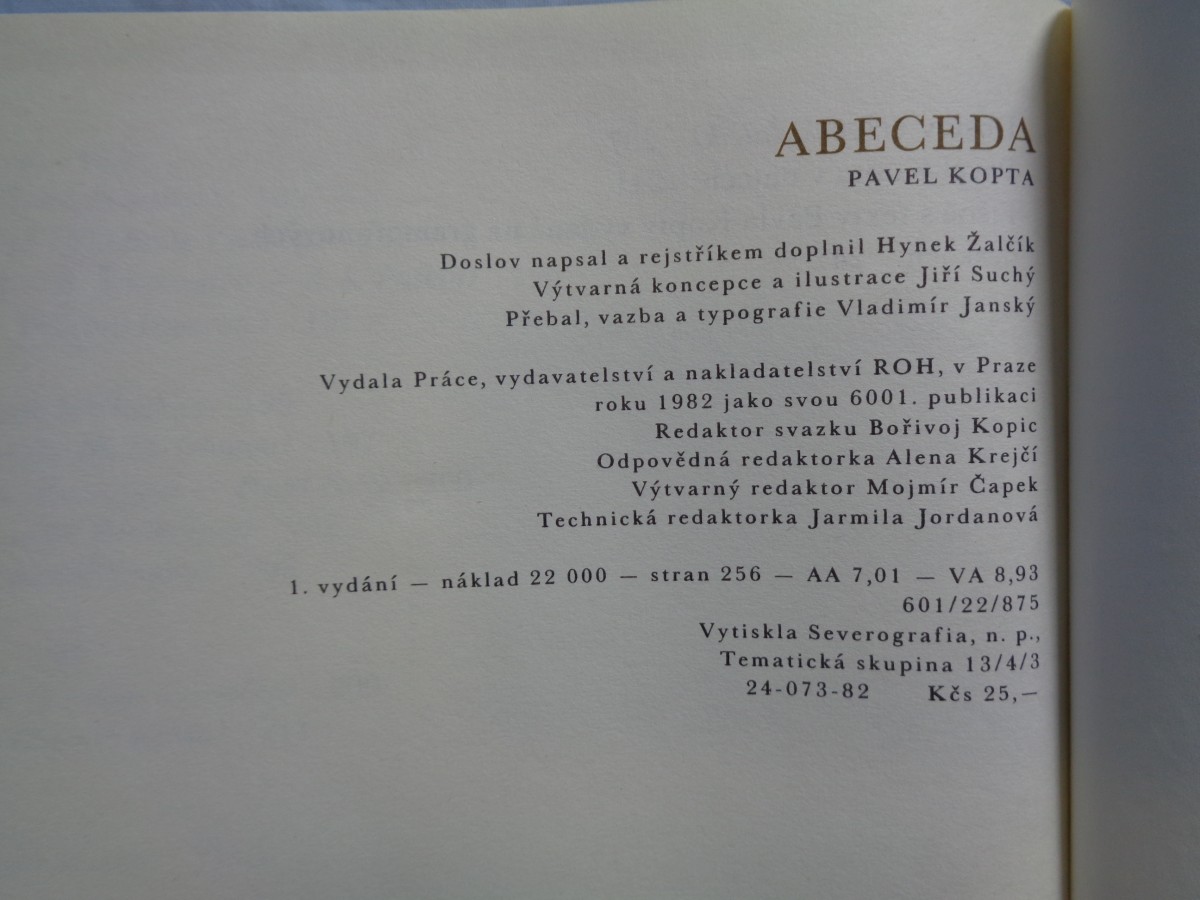 ABECEDA
PAVEL KOPTA
Doslov napsal a rejstříkem doplnil Hynek Žalčík
Výtvarná koncepce a ilustrace Jiří Suchý
Přebal, vazba a typografie Vladimír Janský
Vydala Práce, vydavatelství a nakladatelství ROH, v Praze
roku 1982 jako svou 6001. publikaci
Redaktor svazku Bořivoj Kopic
Odpovědná redaktorka Alena Krejčí
Výtvarný redaktor Mojmír Čapek
Technická redaktorka Jarmila Jordanová
1. vydání — náklad 22 000 — stran 256 — AA 7,01 — VA 8,93
601/22/875
Vytiskla Severografia, n. p.,
Tematická skupina 13/4/3
24-073-82 Kčs 25,—